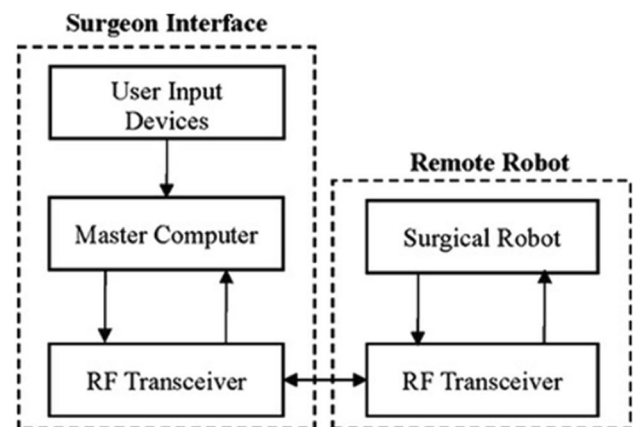 Surgeon Interface
User Input
Devices
Master Computer
RF Transceiver
Remote Robot
Surgical Robot
RF Transceiver